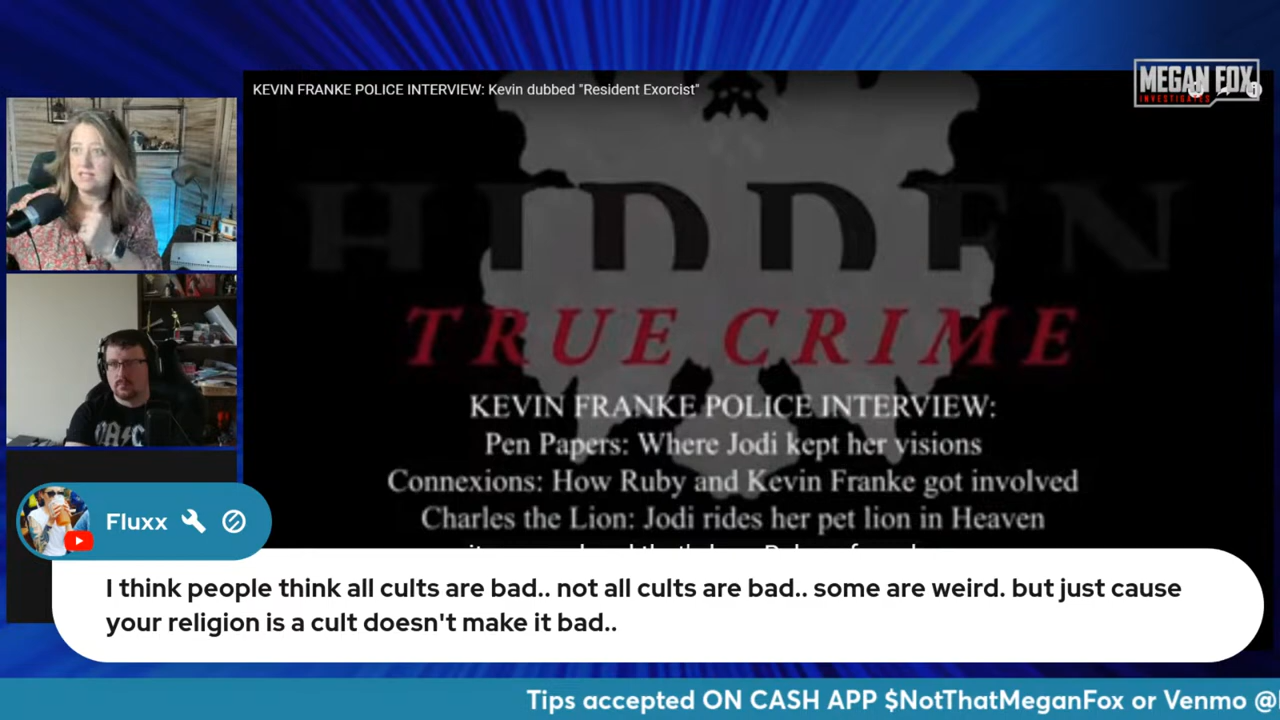 KEVIN FRANKE POLICE INTERVIEW: Kevin dubbed "Resident Exorcist"
MEGAN FOX
INVESTIGATES
HIDDEN
TRUE CRIME
KEVIN FRANKE POLICE INTERVIEW:
Pen Papers: Where Jodi kept her visions
Connexions: How Ruby and Kevin Franke got involved
Charles the Lion: Jodi rides her pet lion in Heaven
Fluxx
I think people think all cults are bad.. not all cults are bad.. some are weird. but just cause
your religion is a cult doesn't make it bad..
Tips accepted ON CASH APP $NotThatMeganFox or Venmo @